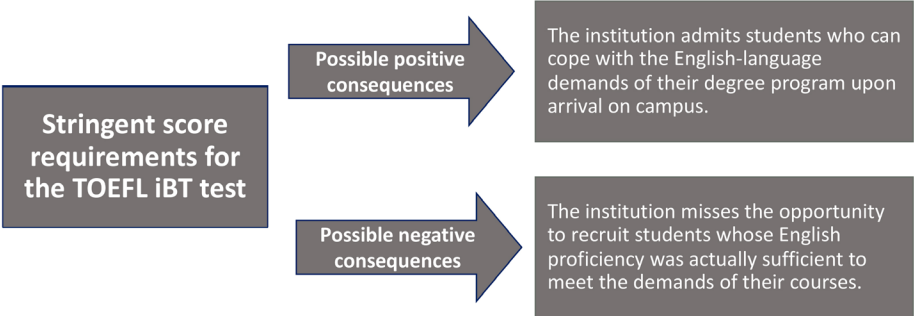 Stringent score
requirements for
the TOEFL iBT test
Possible positive
consequences
The institution admits students who can
cope with the English-language
demands of their degree program upon
arrival on campus.
Possible negative
consequences
The institution misses the opportunity
to recruit students whose English
proficiency was actually sufficient to
meet the demands of their courses.